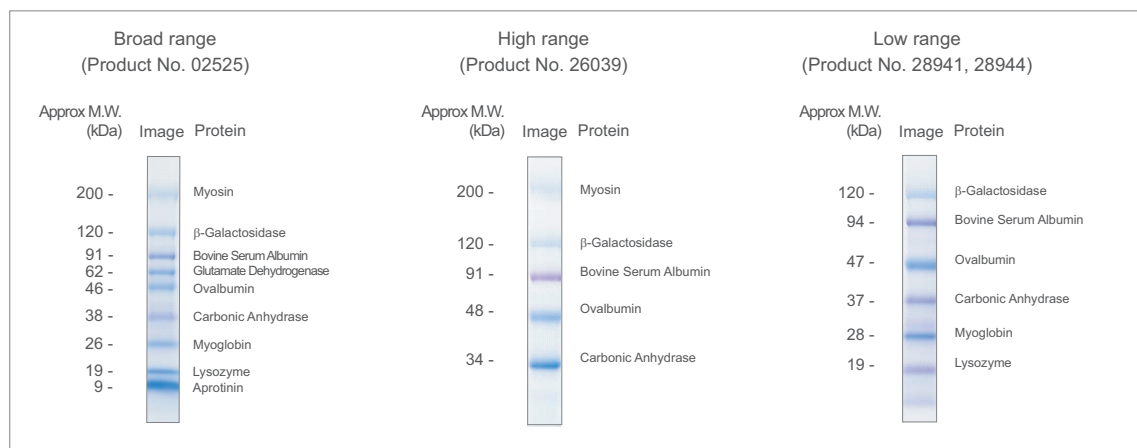 Broad range
(Product No. 02525)
Approx M.W.
(kDa) Image Protein
200 - Myosin
120 - β-Galactosidase
91 - Bovine Serum Albumin
62 - Glutamate Dehydrogenase
46 - Ovalbumin
38 - Carbonic Anhydrase
26 - Myoglobin
19 - Lysozyme
9 - Aprotinin
High range
(Product No. 26039)
Approx M.W.
(kDa) Image Protein
200 - Myosin
120 - β-Galactosidase
91 - Bovine Serum Albumin
48 - Ovalbumin
34 - Carbonic Anhydrase
Low range
(Product No. 28941, 28944)
Approx M.W.
(kDa) Image Protein
120 - β-Galactosidase
94 - Bovine Serum Albumin
47 - Ovalbumin
37 - Carbonic Anhydrase
28 - Myoglobin
19 - Lysozyme